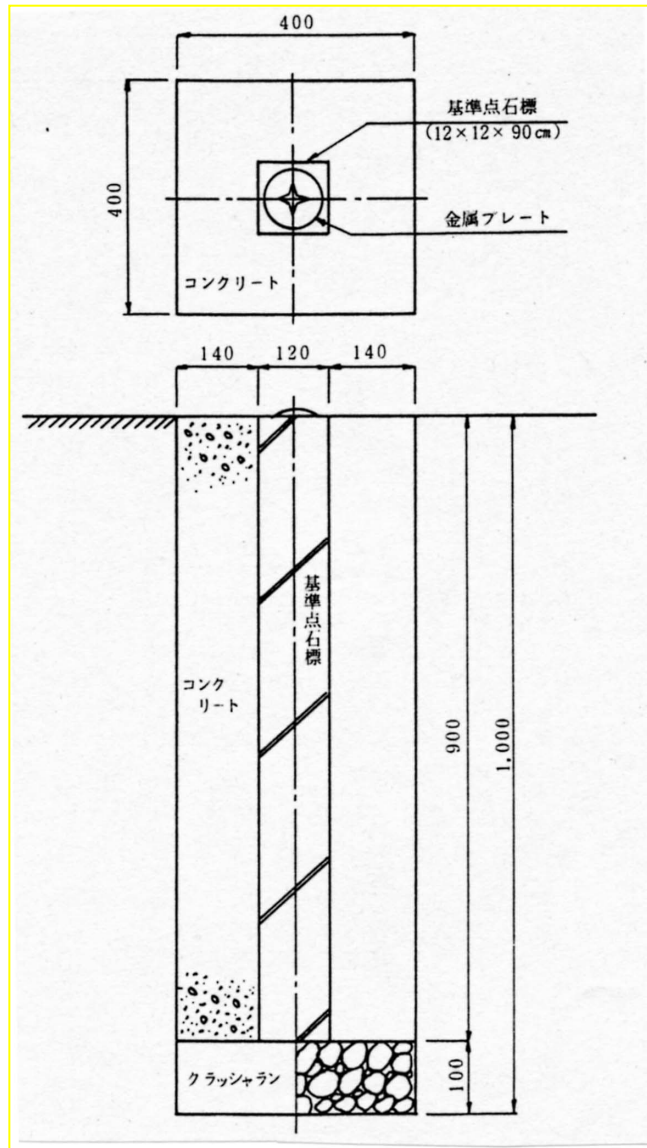 400
400
基準点石標
(12×12×90cm)
金属プレート
コンクリート
140
120
140
基準点石標
コンク
リート
900
1,000
クラッシャラン
100